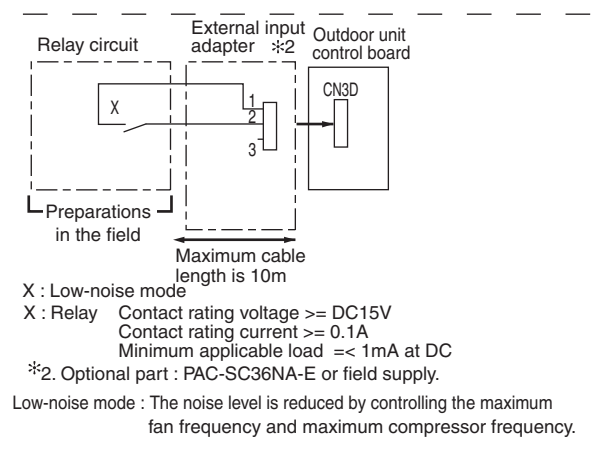 Relay circuit
External input
adapter ※2
Outdoor unit
control board
CN3D
X
1
2
3
Preparations
in the field
Maximum cable
length is 10m
X : Low-noise mode
X : Relay Contact rating voltage >= DC15V
Contact rating current >= 0.1A
Minimum applicable load =< 1mA at DC
※2. Optional part : PAC-SC36NA-E or field supply.
Low-noise mode : The noise level is reduced by controlling the maximum
fan frequency and maximum compressor frequency.